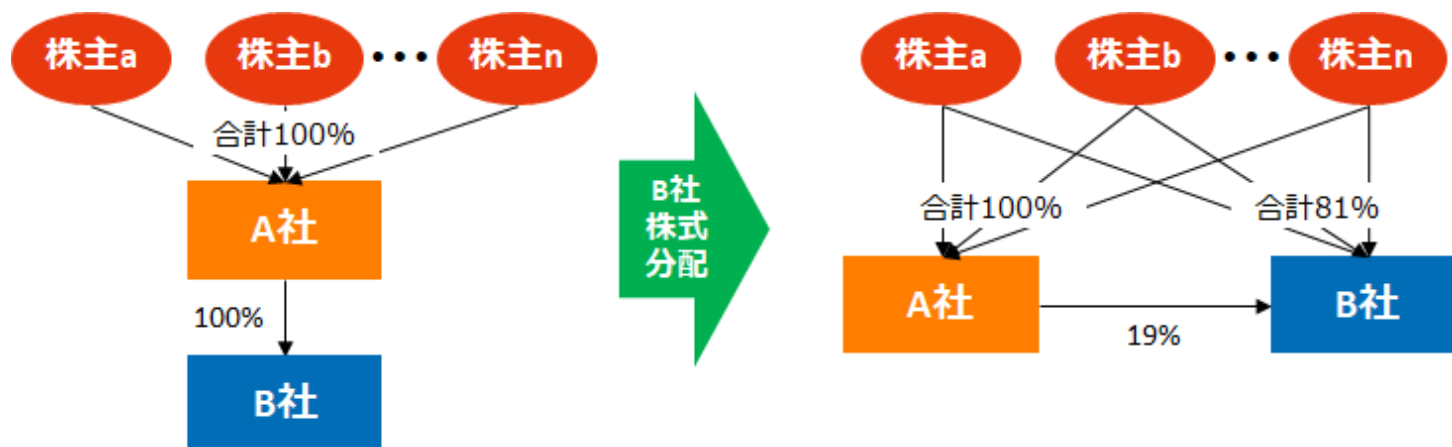 株主a
株主b
•••
株主n
合計100%
A社
100%
B社
B社
株式
分配
株主a
株主b
•••
株主n
合計100%
合計81%
A社
19%
B社